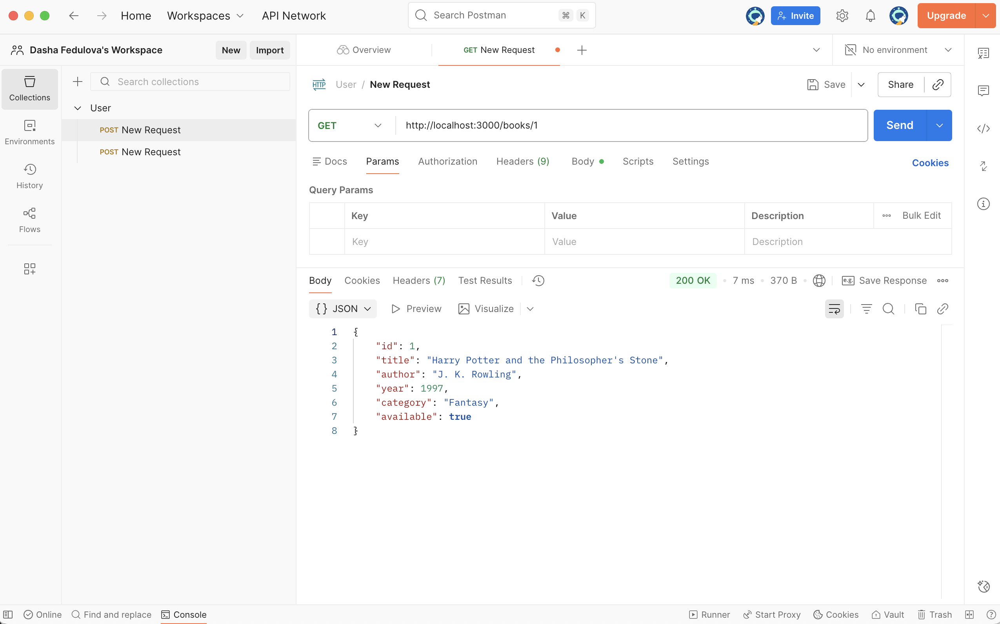 Home Workspaces API Network Search Postman ⌘ K Invite Upgrade
Dasha Fedulova's Workspace New Import
Overview GET New Request No environment
Collections
Environments
History
Flows
Search collections
User
POST New Request
POST New Request
HTTP User / New Request Save Share
GET http://localhost:3000/books/1 Send
Docs Params Authorization Headers (9) Body Scripts Settings Cookies
Query Params
Key Value Description Bulk Edit
Key Value Description
Body Cookies Headers (7) Test Results 200 OK 7 ms 370 B e.g. Save Response
{} JSON Preview Visualize
1 {
2 "id": 1,
3 "title": "Harry Potter and the Philosopher's Stone",
4 "author": "J. K. Rowling",
5 "year": 1997,
6 "category": "Fantasy",
7 "available": true
8 }
Online Find and replace Console Runner Start Proxy Cookies Vault Trash